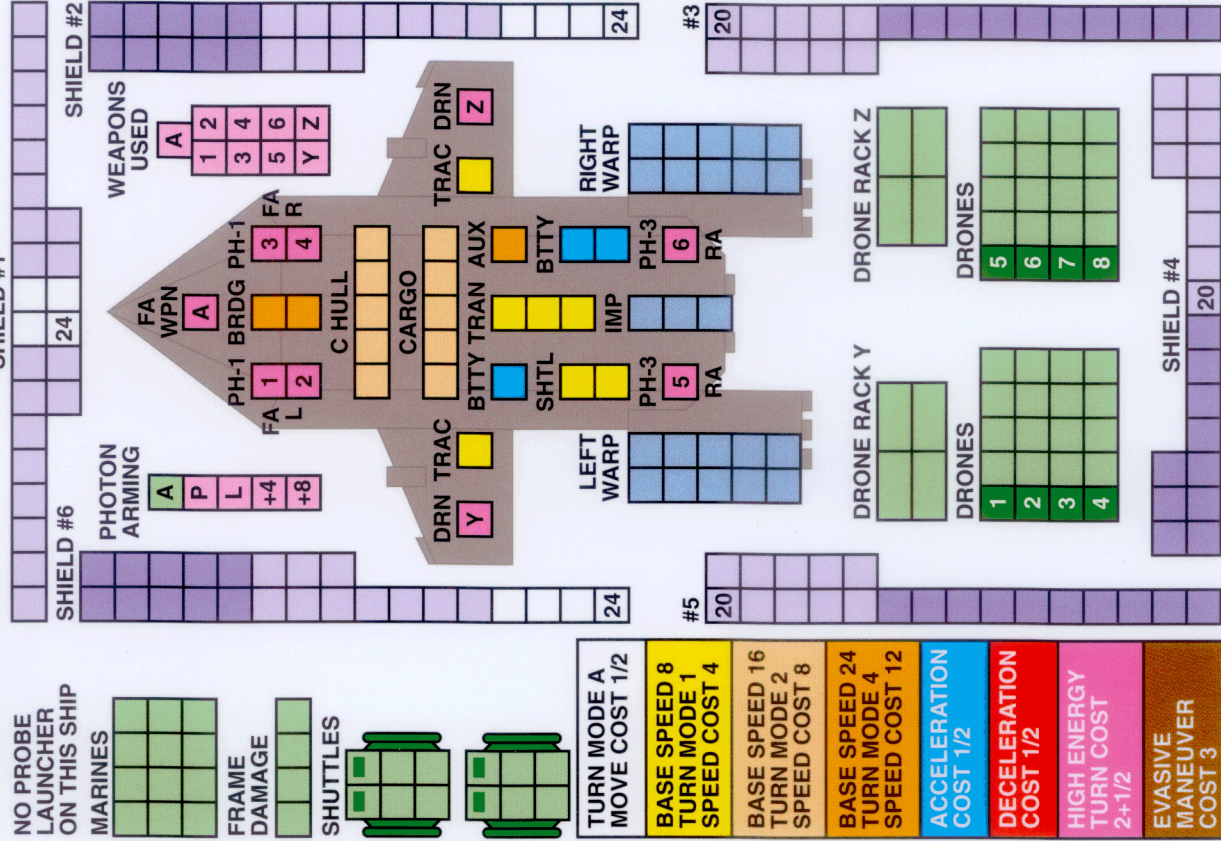 SHIELD #1
24
SHIELD #2
24
SHIELD #6
24
#3
20
#5
20
SHIELD #4
20
WEAPONS
USED
A
1 2
3 4
5 6
Y Z
PHOTON
ARMING
A
P
L
+4
+8
FA
WPN
A
PH-1
BRDG
PH-1
FA
L
1
2
3
4
FA
R
C HULL
CARGO
DRN
Y
TRAC
TRAC
DRN
Z
BTTY
TRAN
AUX
SHTL
BTTY
IMP
PH-3
5
RA
PH-3
6
RA
LEFT
WARP
RIGHT
WARP
DRONE RACK Y
DRONES
1
2
3
4
DRONE RACK Z
DRONES
5
6
7
8
NO PROBE
LAUNCHER
ON THIS SHIP
MARINES
FRAME
DAMAGE
SHUTTLES
TURN MODE A
MOVE COST 1/2
BASE SPEED 8
TURN MODE 1
SPEED COST 4
BASE SPEED 16
TURN MODE 2
SPEED COST 8
BASE SPEED 24
TURN MODE 4
SPEED COST 12
ACCELERATION
COST 1/2
DECELERATION
COST 1/2
HIGH ENERGY
TURN COST
2+1/2
EVASIVE
MANEUVER
COST 3